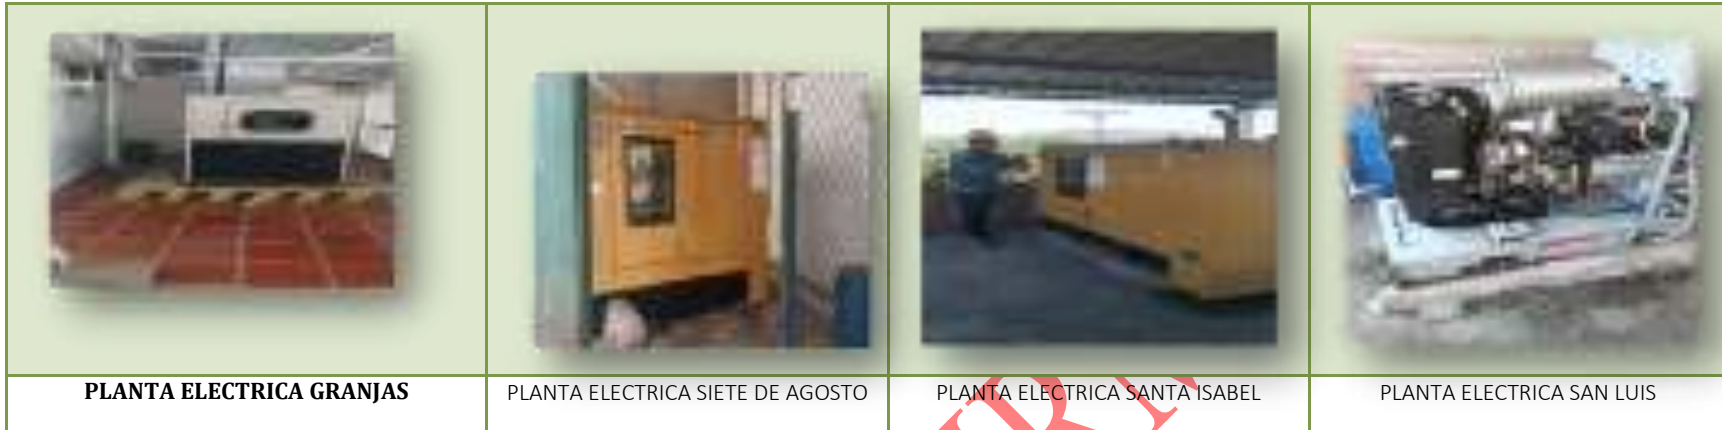 PLANTA ELECTRICA GRANJAS
PLANTA ELECTRICA SIETE DE AGOSTO
PLANTA ELECTRICA SANTA ISABEL
PLANTA ELECTRICA SAN LUIS